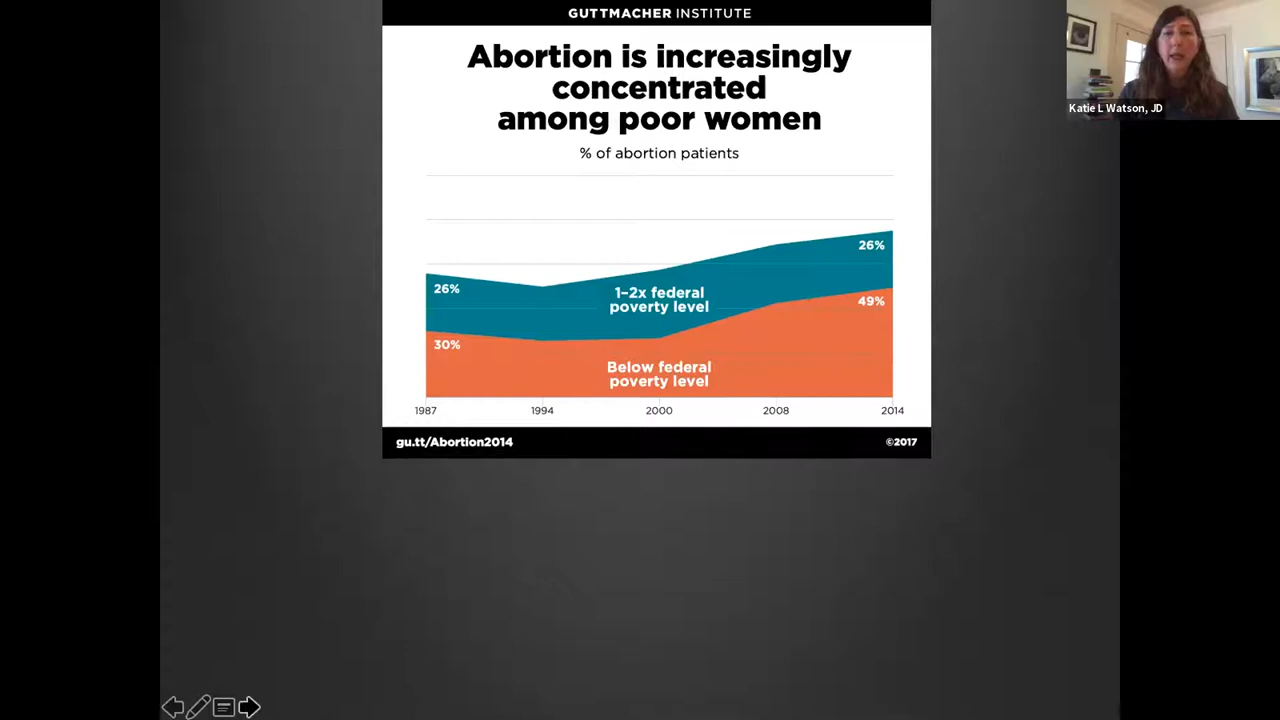 GUTTMACHER INSTITUTE
Abortion is increasingly
concentrated
among poor women
% of abortion patients
26%
30%
1–2x federal
poverty level
Below federal
poverty level
26%
49%
1987
1994
2000
2008
2014
gu.tt/Abortion2014
©2017
Katie L Watson, JD